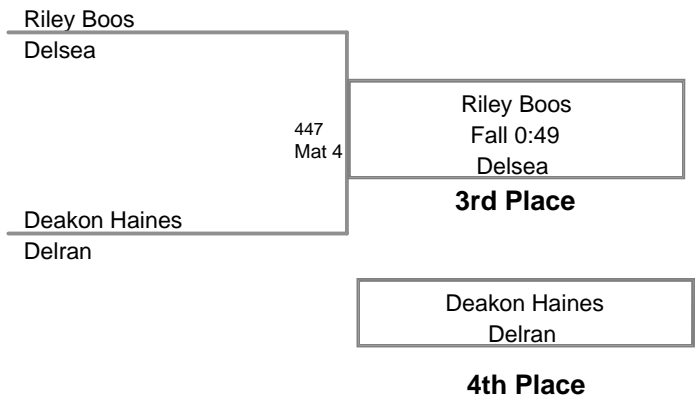 Riley Boos
Delsea
447
Mat 4
Riley Boos
Fall 0:49
Delsea
3rd Place
Deakon Haines
Delran
Deakon Haines
Delran
4th Place